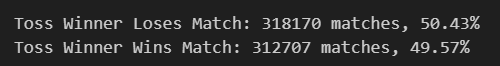 Toss Winner Loses Match: 318170 matches, 50.43%
Toss Winner Wins Match: 312707 matches, 49.57%